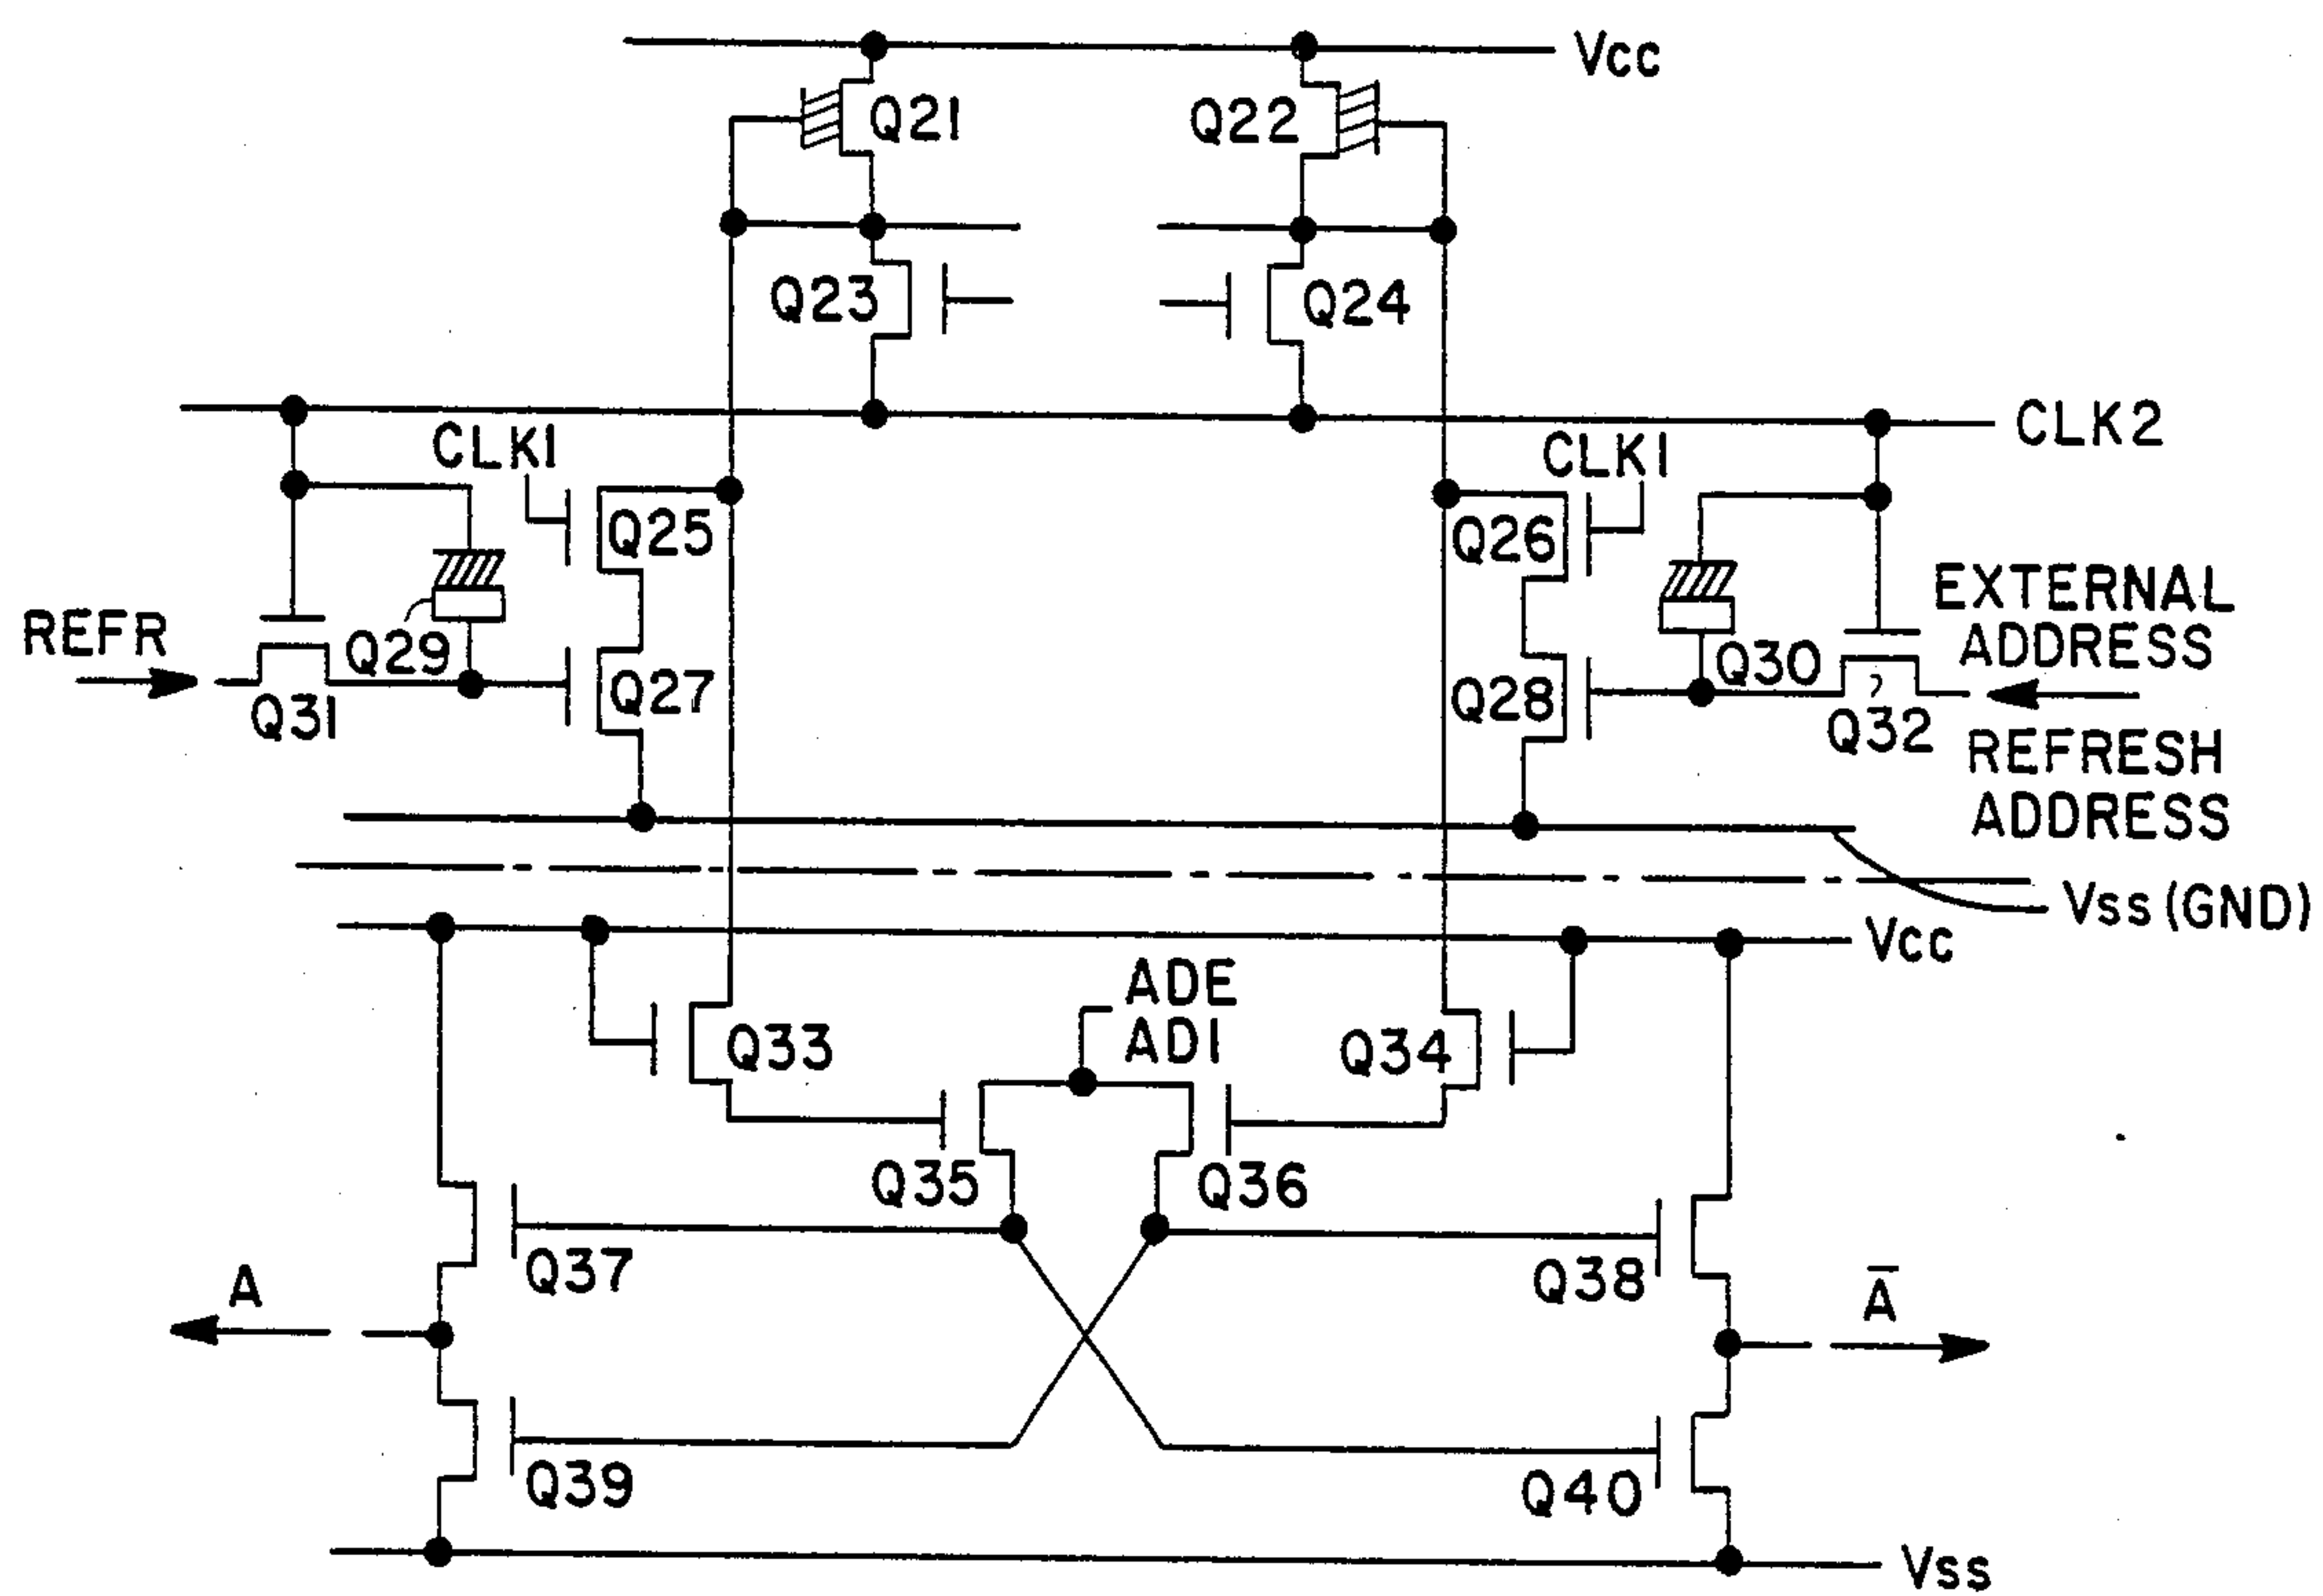 Vcc
Q21
Q22
Q23
Q24
CLK2
CLK1
CLK1
Q25
Q26
EXTERNAL
ADDRESS
REFR
Q29
Q30
Q27
Q28
Q31
Q32
REFRESH
ADDRESS
Vss (GND)
Vcc
ADE
ADI
Q33
Q34
Q35
Q36
Q37
Q38
A
Ā
Q39
Q40
Vss